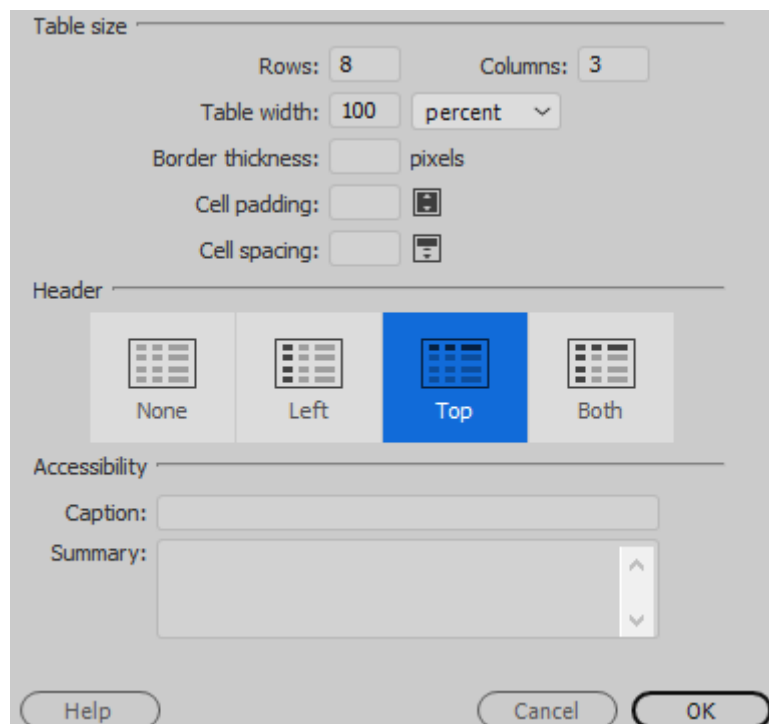 Table size
Rows: 8 Columns: 3
Table width: 100 percent
Border thickness: pixels
Cell padding:
Cell spacing:
Header
None Left Top Both
Accessibility
Caption:
Summary:
Help Cancel OK